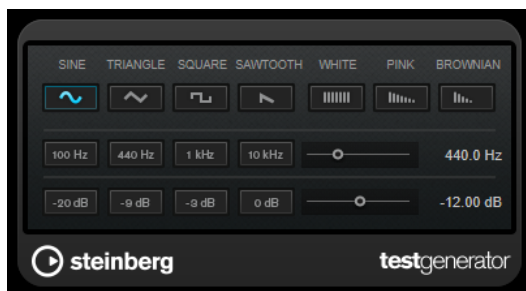 SINE TRIANGLE SQUARE SAWTOOTH WHITE PINK BROWNIAN
100 Hz 440 Hz 1 kHz 10 kHz 440.0 Hz
-20 dB -9 dB -3 dB 0 dB -12.00 dB
steinberg testgenerator